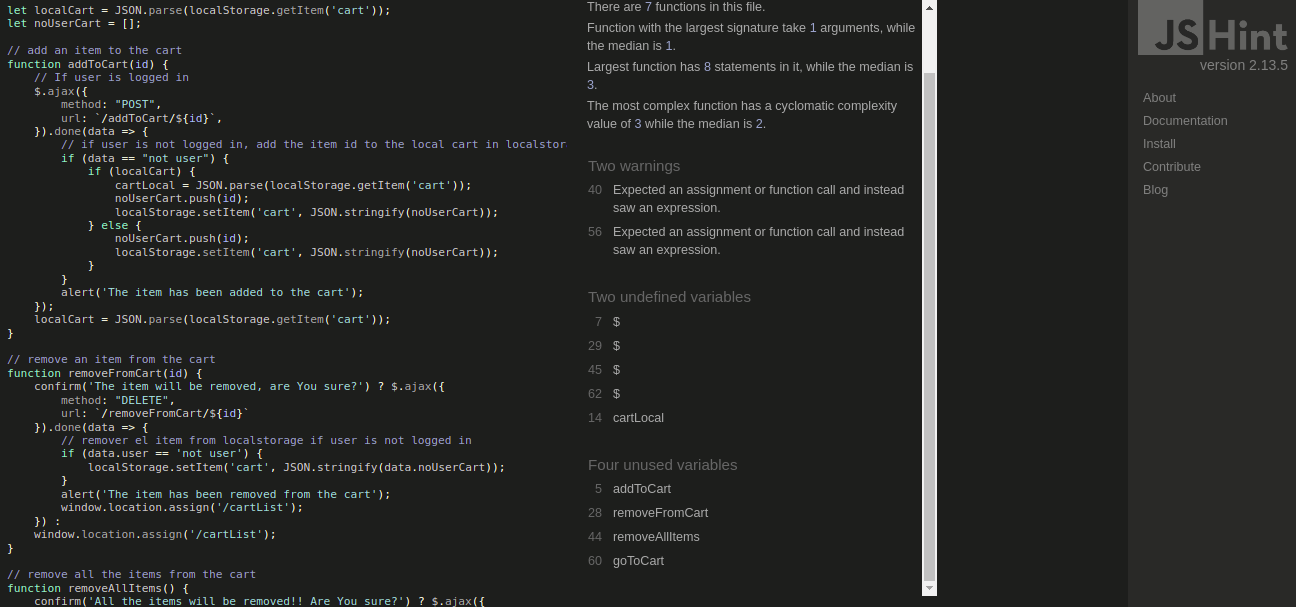 let localCart = JSON.parse(localStorage.getItem('cart'));
let noUserCart = [];
// add an item to the cart
function addToCart(id) {
// If user is logged in
$.ajax({
method: "POST",
url: `/addToCart/${id}`,
}).done(data => {
// if user is not logged in, add the item id to the local cart in localstor
if (data == "not user") {
if (localCart) {
cartLocal = JSON.parse(localStorage.getItem('cart'));
noUserCart.push(id);
localStorage.setItem('cart', JSON.stringify(noUserCart));
} else {
noUserCart.push(id);
localStorage.setItem('cart', JSON.stringify(noUserCart));
}
}
alert('The item has been added to the cart');
});
localCart = JSON.parse(localStorage.getItem('cart'));
}
// remove an item from the cart
function removeFromCart(id) {
confirm('The item will be removed, are You sure?') ? $.ajax({
method: "DELETE",
url: `/removeFromCart/${id}`
}).done(data => {
// remover el item from localstorage if user is not logged in
if (data.user == 'not user') {
localStorage.setItem('cart', JSON.stringify(data.noUserCart));
}
alert('The item has been removed from the cart');
window.location.assign('/cartList');
}) :
window.location.assign('/cartList');
}
// remove all the items from the cart
function removeAllItems() {
confirm('All the items will be removed!! Are You sure?') ? $.ajax({
There are 7 functions in this file.
Function with the largest signature take 1 arguments, while
the median is 1.
Largest function has 8 statements in it, while the median is
3.
The most complex function has a cyclomatic complexity
value of 3 while the median is 2.
Two warnings
40 Expected an assignment or function call and instead
saw an expression.
56 Expected an assignment or function call and instead
saw an expression.
Two undefined variables
7 $
29 $
45 $
62 $
14 cartLocal
Four unused variables
5 addToCart
28 removeFromCart
44 removeAllItems
60 goToCart
JSHint
version 2.13.5
About
Documentation
Install
Contribute
Blog